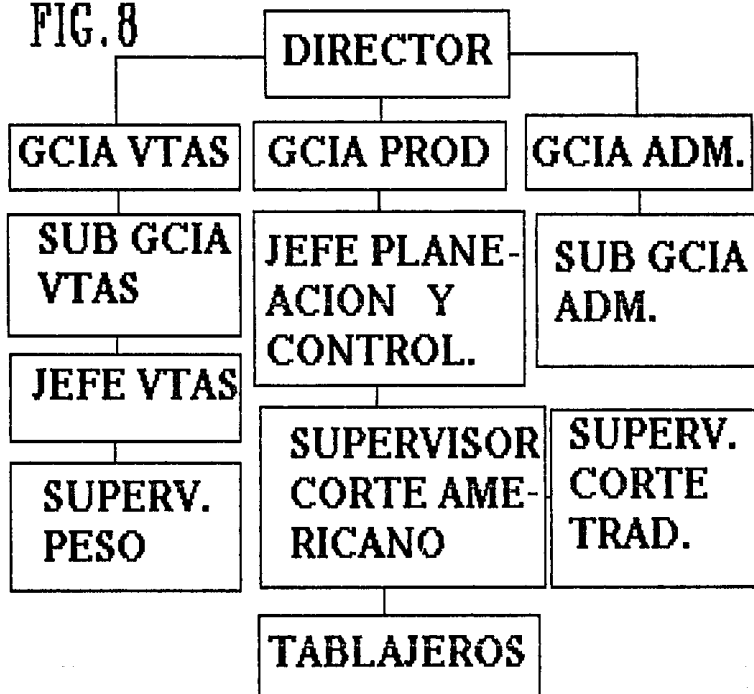 FIG. 8
DIRECTOR
GCIA VTAS
GCIA PROD
GCIA ADM.
SUB GCIA
VTAS
JEFE PLANE-
ACION Y
CONTROL.
SUB GCIA
ADM.
JEFE VTAS
SUPERV.
PESO
SUPERVISOR
CORTE AME-
RICANO
SUPERV.
CORTE
TRAD.
TABLAJEROS